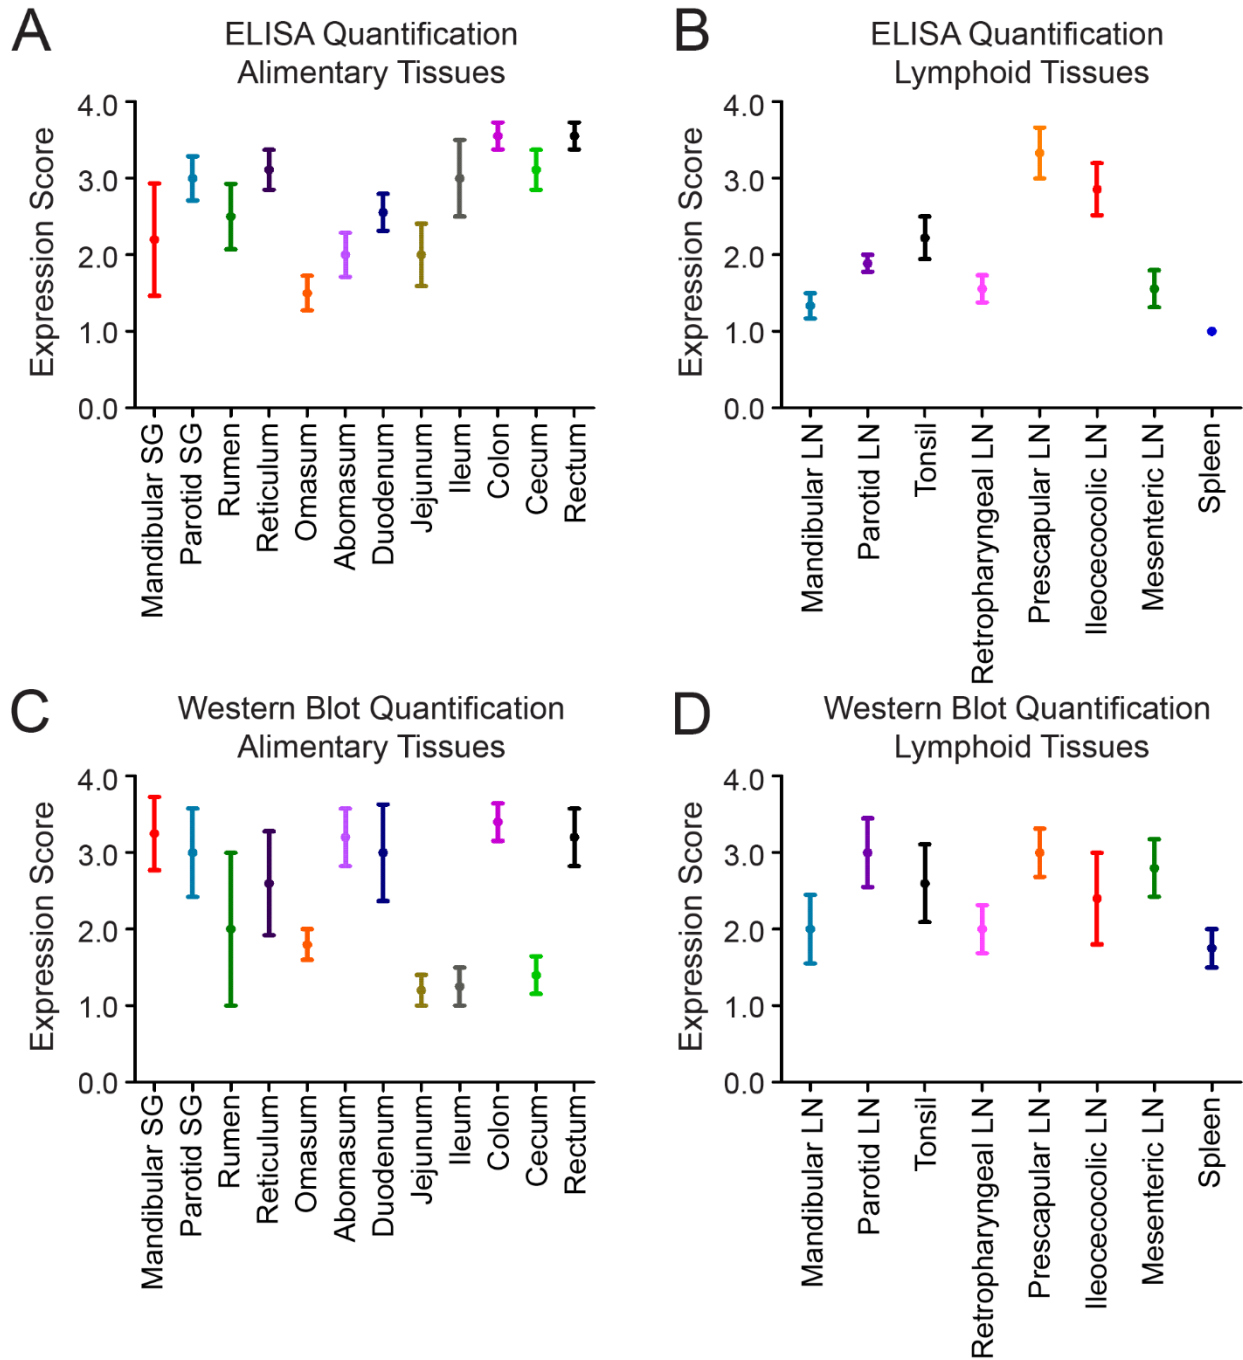 A
ELISA Quantification
Alimentary Tissues
Expression Score
4.0
3.0
2.0
1.0
0.0
Mandibular SG
Parotid SG
Rumen
Reticulum
Omasum
Abomasum
Duodenum
Jejunum
Ileum
Colon
Cecum
Rectum
B
ELISA Quantification
Lymphoid Tissues
Expression Score
4.0
3.0
2.0
1.0
0.0
Mandibular LN
Parotid LN
Tonsil
Retropharyngeal LN
Prescapular LN
Ileocecocolic LN
Mesenteric LN
Spleen
C
Western Blot Quantification
Alimentary Tissues
Expression Score
4.0
3.0
2.0
1.0
0.0
Mandibular SG
Parotid SG
Rumen
Reticulum
Omasum
Abomasum
Duodenum
Jejunum
Ileum
Colon
Cecum
Rectum
D
Western Blot Quantification
Lymphoid Tissues
Expression Score
4.0
3.0
2.0
1.0
0.0
Mandibular LN
Parotid LN
Tonsil
Retropharyngeal LN
Prescapular LN
Ileocecocolic LN
Mesenteric LN
Spleen